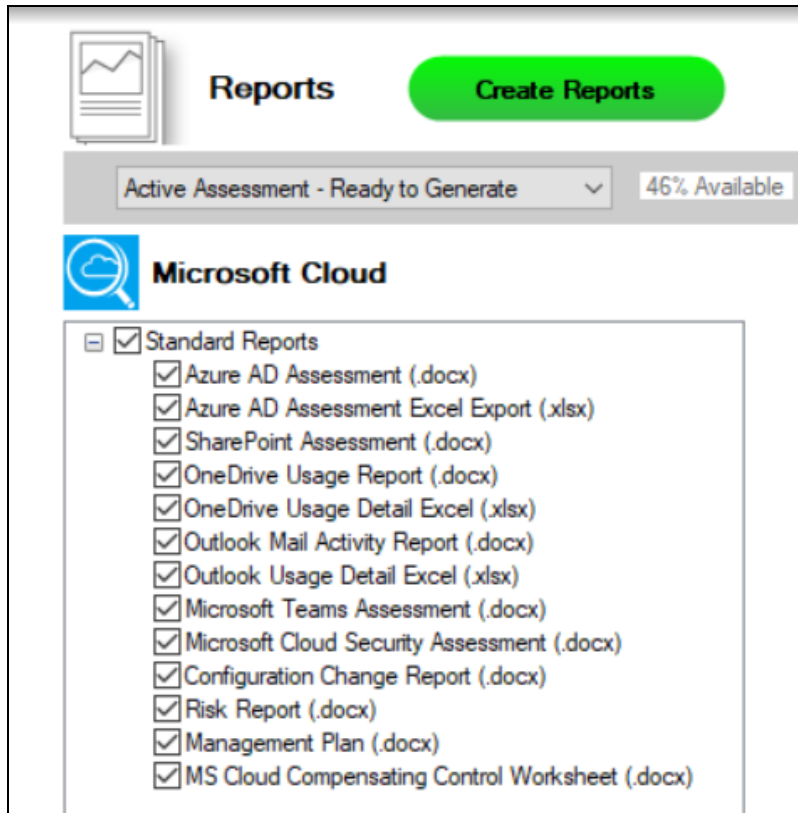 Reports
Create Reports
Active Assessment - Ready to Generate
46% Available
Microsoft Cloud
Standard Reports
Azure AD Assessment (.docx)
Azure AD Assessment Excel Export (.xlsx)
SharePoint Assessment (.docx)
OneDrive Usage Report (.docx)
OneDrive Usage Detail Excel (.xlsx)
Outlook Mail Activity Report (.docx)
Outlook Usage Detail Excel (.xlsx)
Microsoft Teams Assessment (.docx)
Microsoft Cloud Security Assessment (.docx)
Configuration Change Report (.docx)
Risk Report (.docx)
Management Plan (.docx)
MS Cloud Compensating Control Worksheet (.docx)